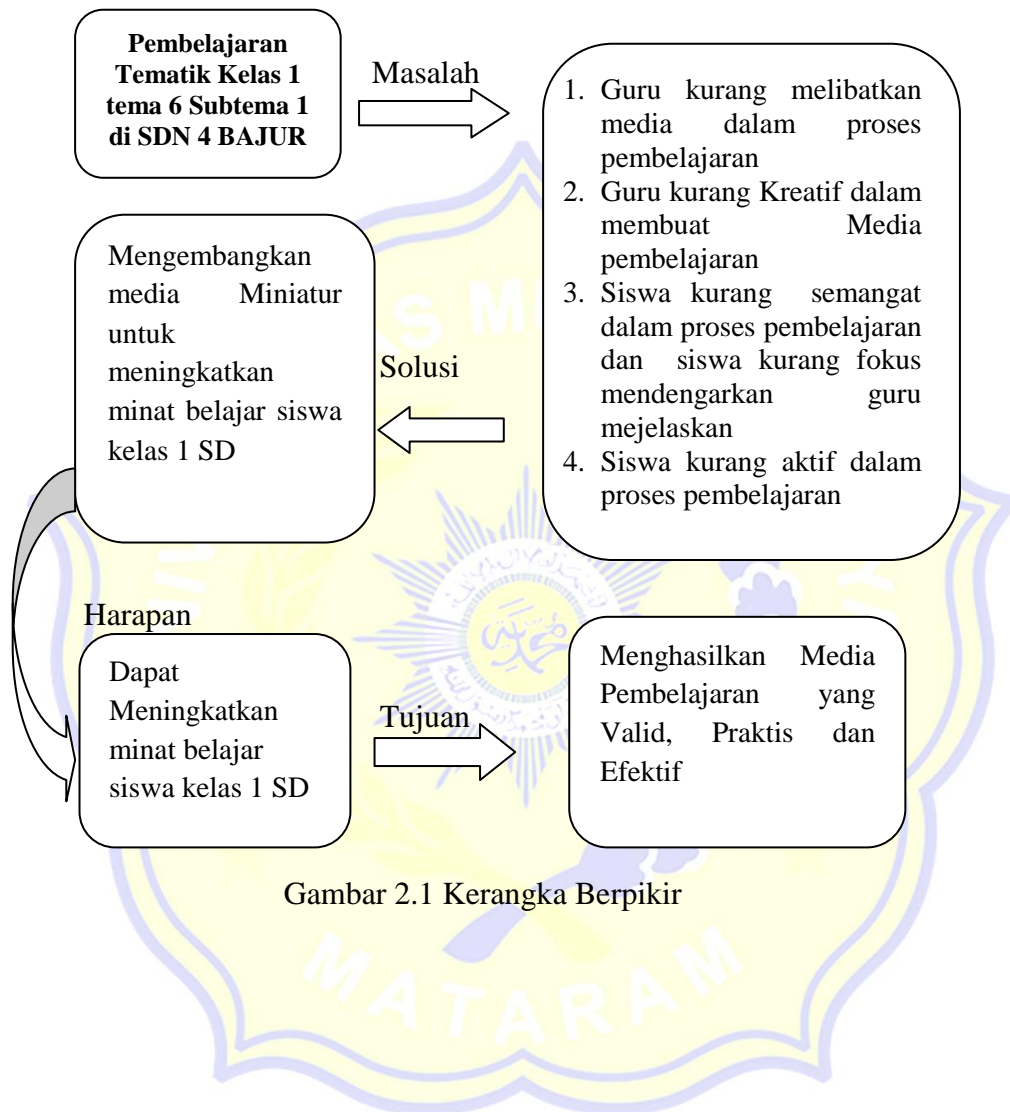 Pembelajaran
Tematik Kelas 1
tema 6 Subtema 1
di SDN 4 BAJUR
Masalah
1. Guru kurang melibatkan
media dalam proses
pembelajaran
2. Guru kurang Kreatif dalam
membuat Media
pembelajaran
3. Siswa kurang semangat
dalam proses pembelajaran
dan siswa kurang fokus
mendengarkan guru
mejelaskan
4. Siswa kurang aktif dalam
proses pembelajaran
Solusi
Mengembangkan
media Miniatur
untuk
meningkatkan
minat belajar siswa
kelas 1 SD
Harapan
Dapat
Meningkatkan
minat belajar
siswa kelas 1 SD
Tujuan
Menghasilkan Media
Pembelajaran yang
Valid, Praktis dan
Efektif
Gambar 2.1 Kerangka Berpikir
MATARAM